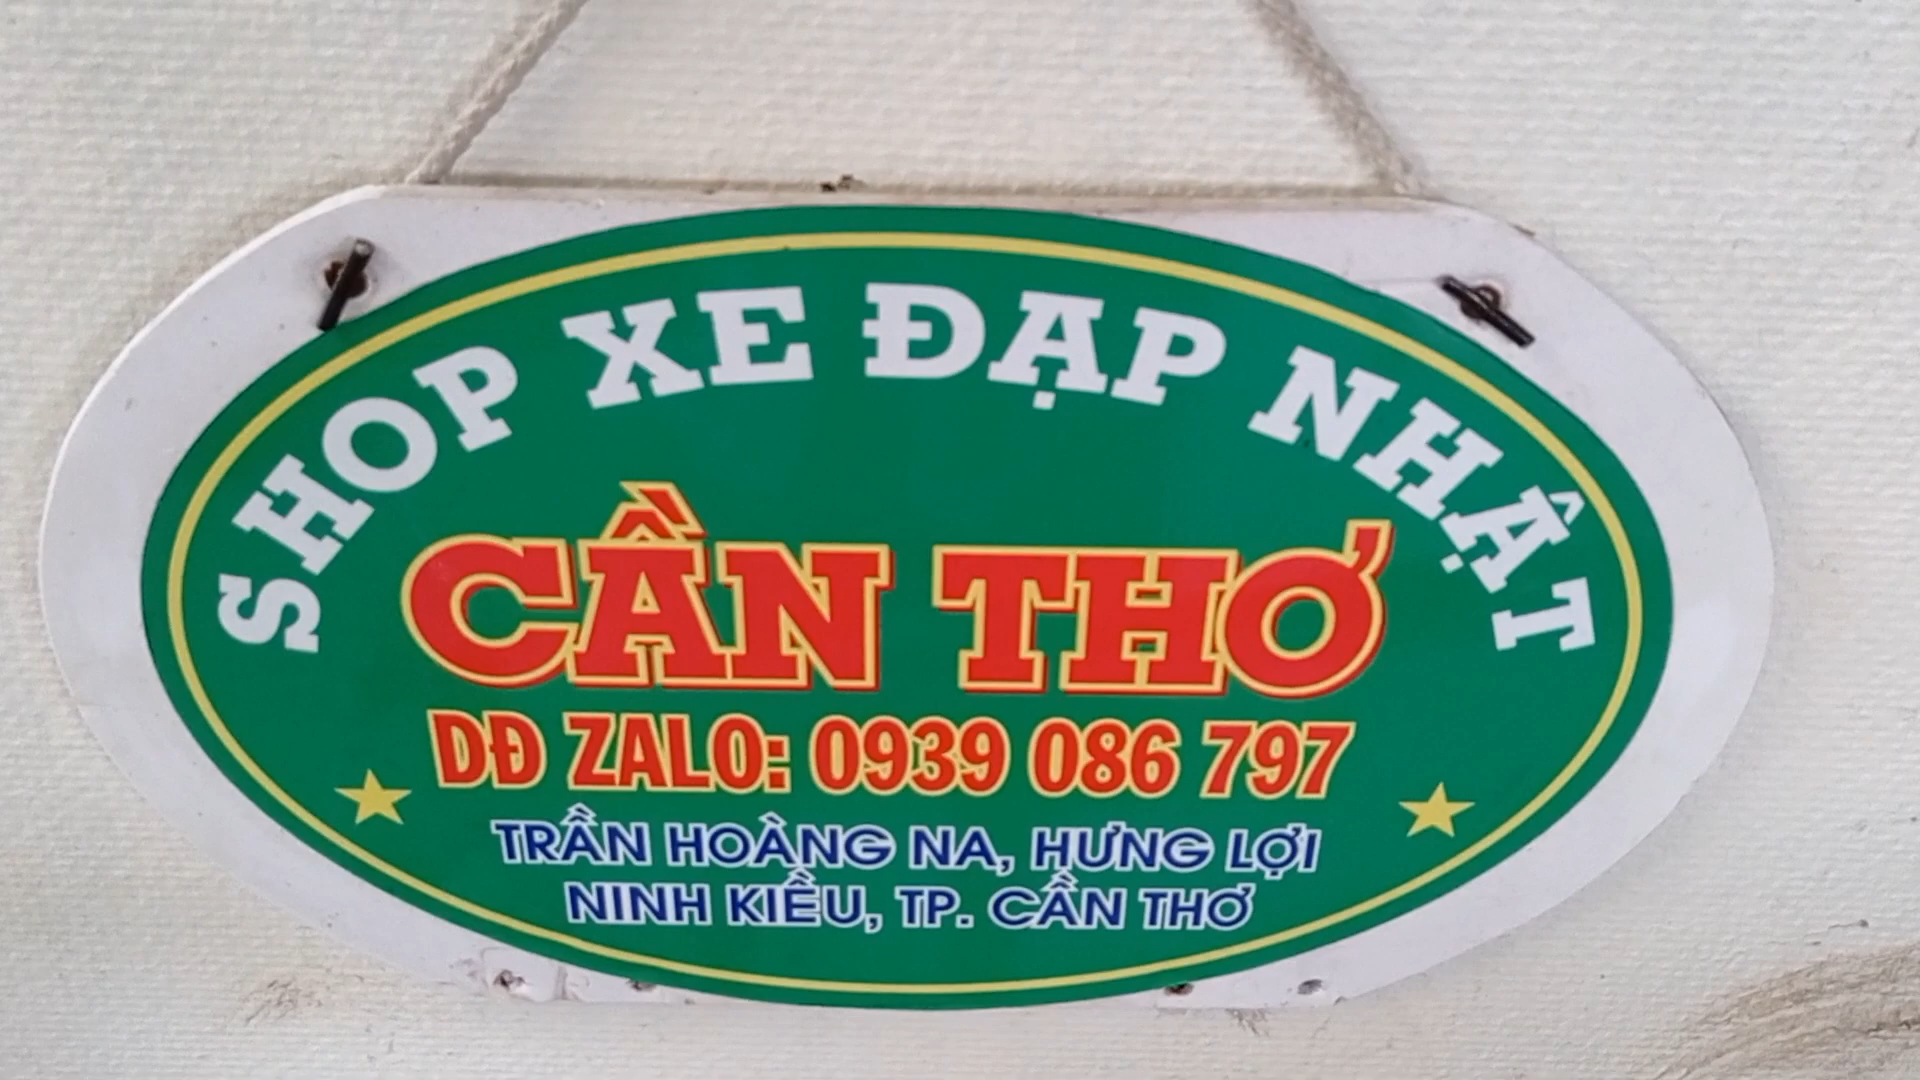 SHOP XE ĐẠP NHẬT
CẦN THƠ
DĐ ZALO: 0939 086 797
TRẦN HOÀNG NA, HƯNG LỢI
NINH KIỀU, TP. CẦN THƠ